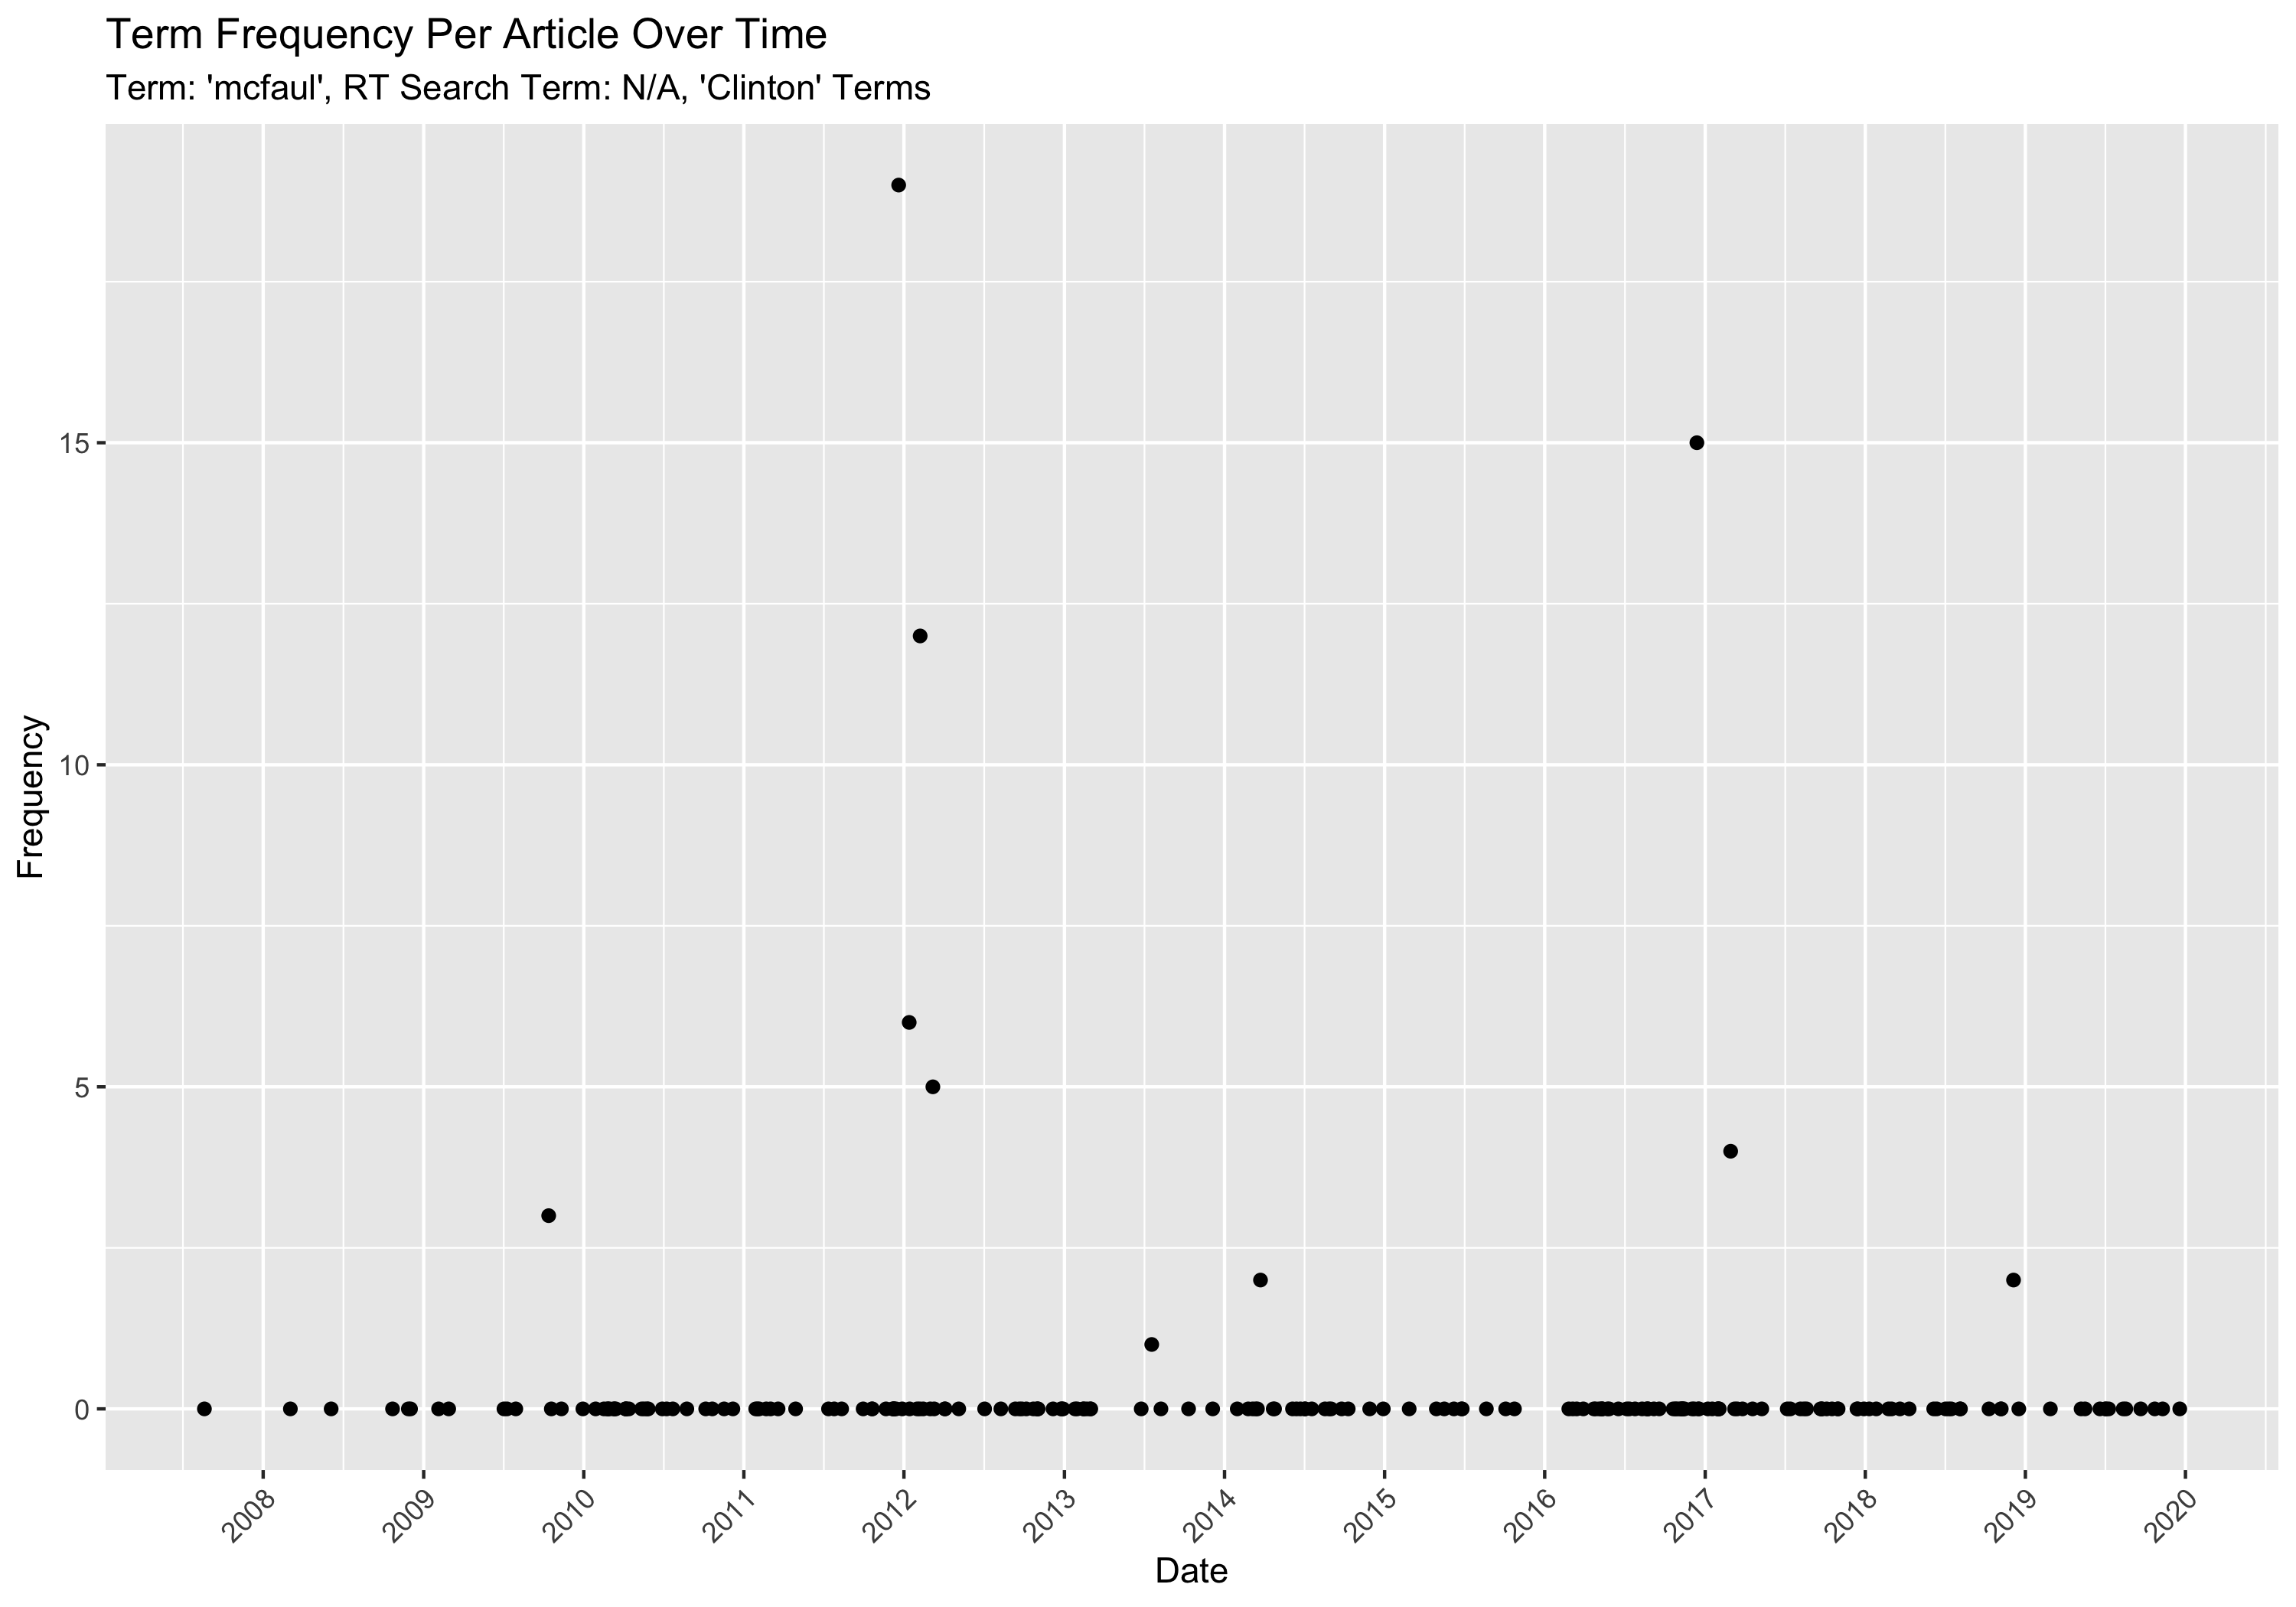 Term Frequency Per Article Over Time
Term: 'mcfaul', RT Search Term: N/A, 'Clinton' Terms
Frequency
15
10
5
0
2008 2009 2010 2011 2012 2013 2014 2015 2016 2017 2018 2019 2020
Date